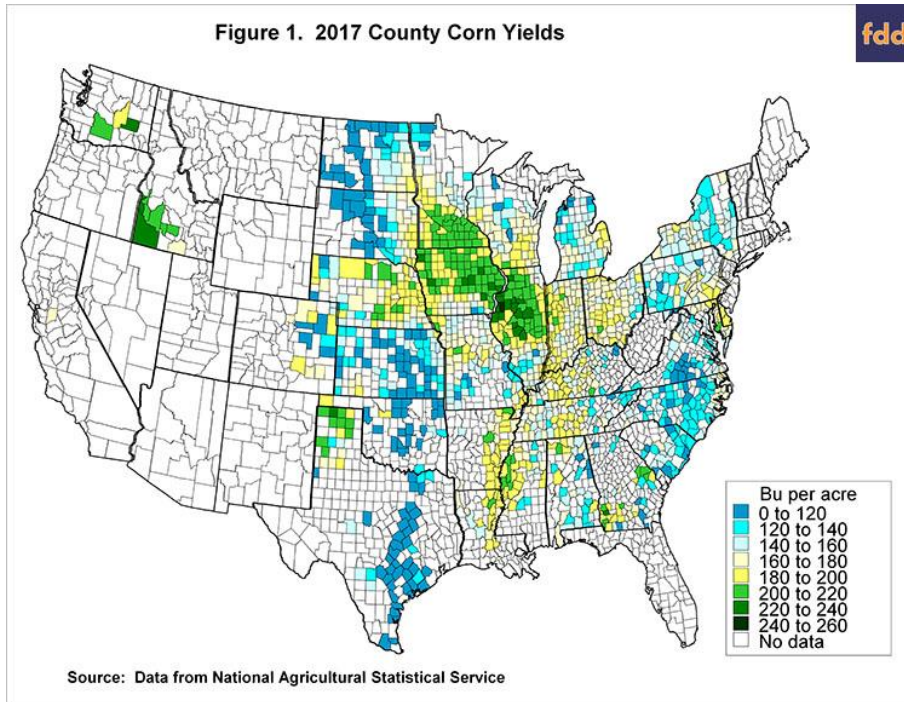 Figure 1. 2017 County Corn Yields
fdd
Bu per acre
0 to 120
120 to 140
140 to 160
160 to 180
180 to 200
200 to 220
220 to 240
240 to 260
No data
Source: Data from National Agricultural Statistical Service